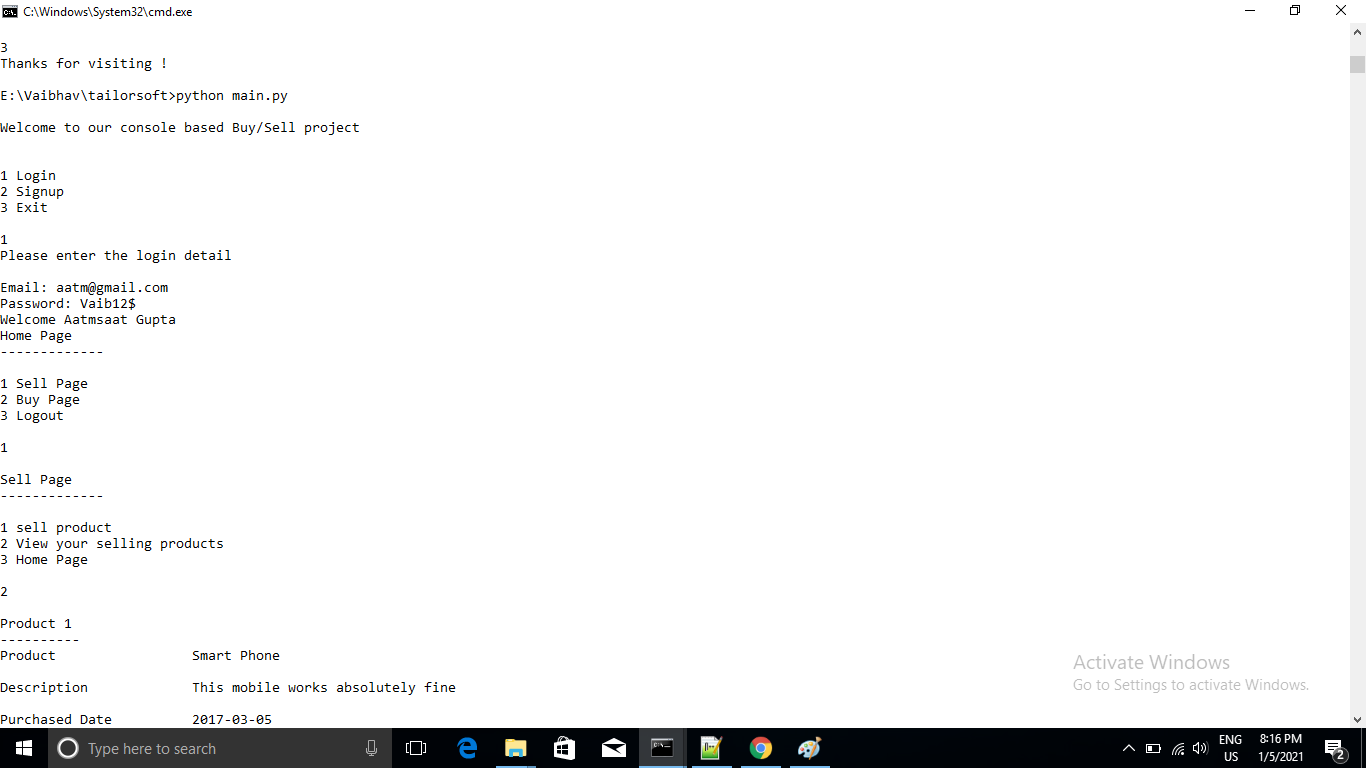 C:\Windows\System32\cmd.exe
3
Thanks for visiting !
E:\Vaibhav\tailorsoft>python main.py
Welcome to our console based Buy/Sell project
1 Login
2 Signup
3 Exit
1
Please enter the login detail
Email: aatm@gmail.com
Password: Vaib12$
Welcome Aatmsaat Gupta
Home Page
-------------
1 Sell Page
2 Buy Page
3 Logout
1
Sell Page
-------------
1 sell product
2 View your selling products
3 Home Page
2
Product 1
----------
Product Smart Phone
Description This mobile works absolutely fine
Purchased Date 2017-03-05
Activate Windows
Go to Settings to activate Windows.
Type here to search
ENG
US
8:16 PM
1/5/2021
2